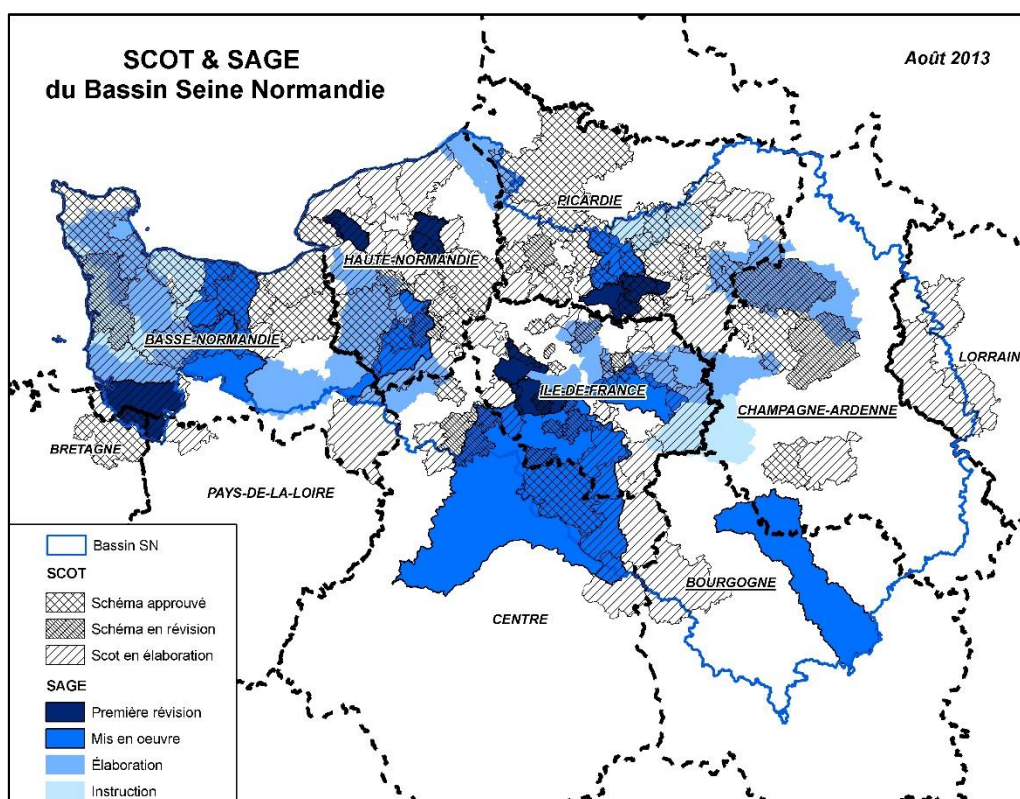 SCOT & SAGE
du Bassin Seine Normandie
Août 2013
PICARDIE
HAUTE-NORMANDIE
BASSE-NORMANDIE
LORRAIN
ILE-DE-FRANCE
CHAMPAGNE-ARDENNE
BRETAGNE
PAYS-DE-LA-LOIRE
BOURGOGNE
CENTRE
Bassin SN
SCOT
Schéma approuvé
Schéma en révision
Scot en élaboration
SAGE
Première révision
Mis en oeuvre
Élaboration
Instruction